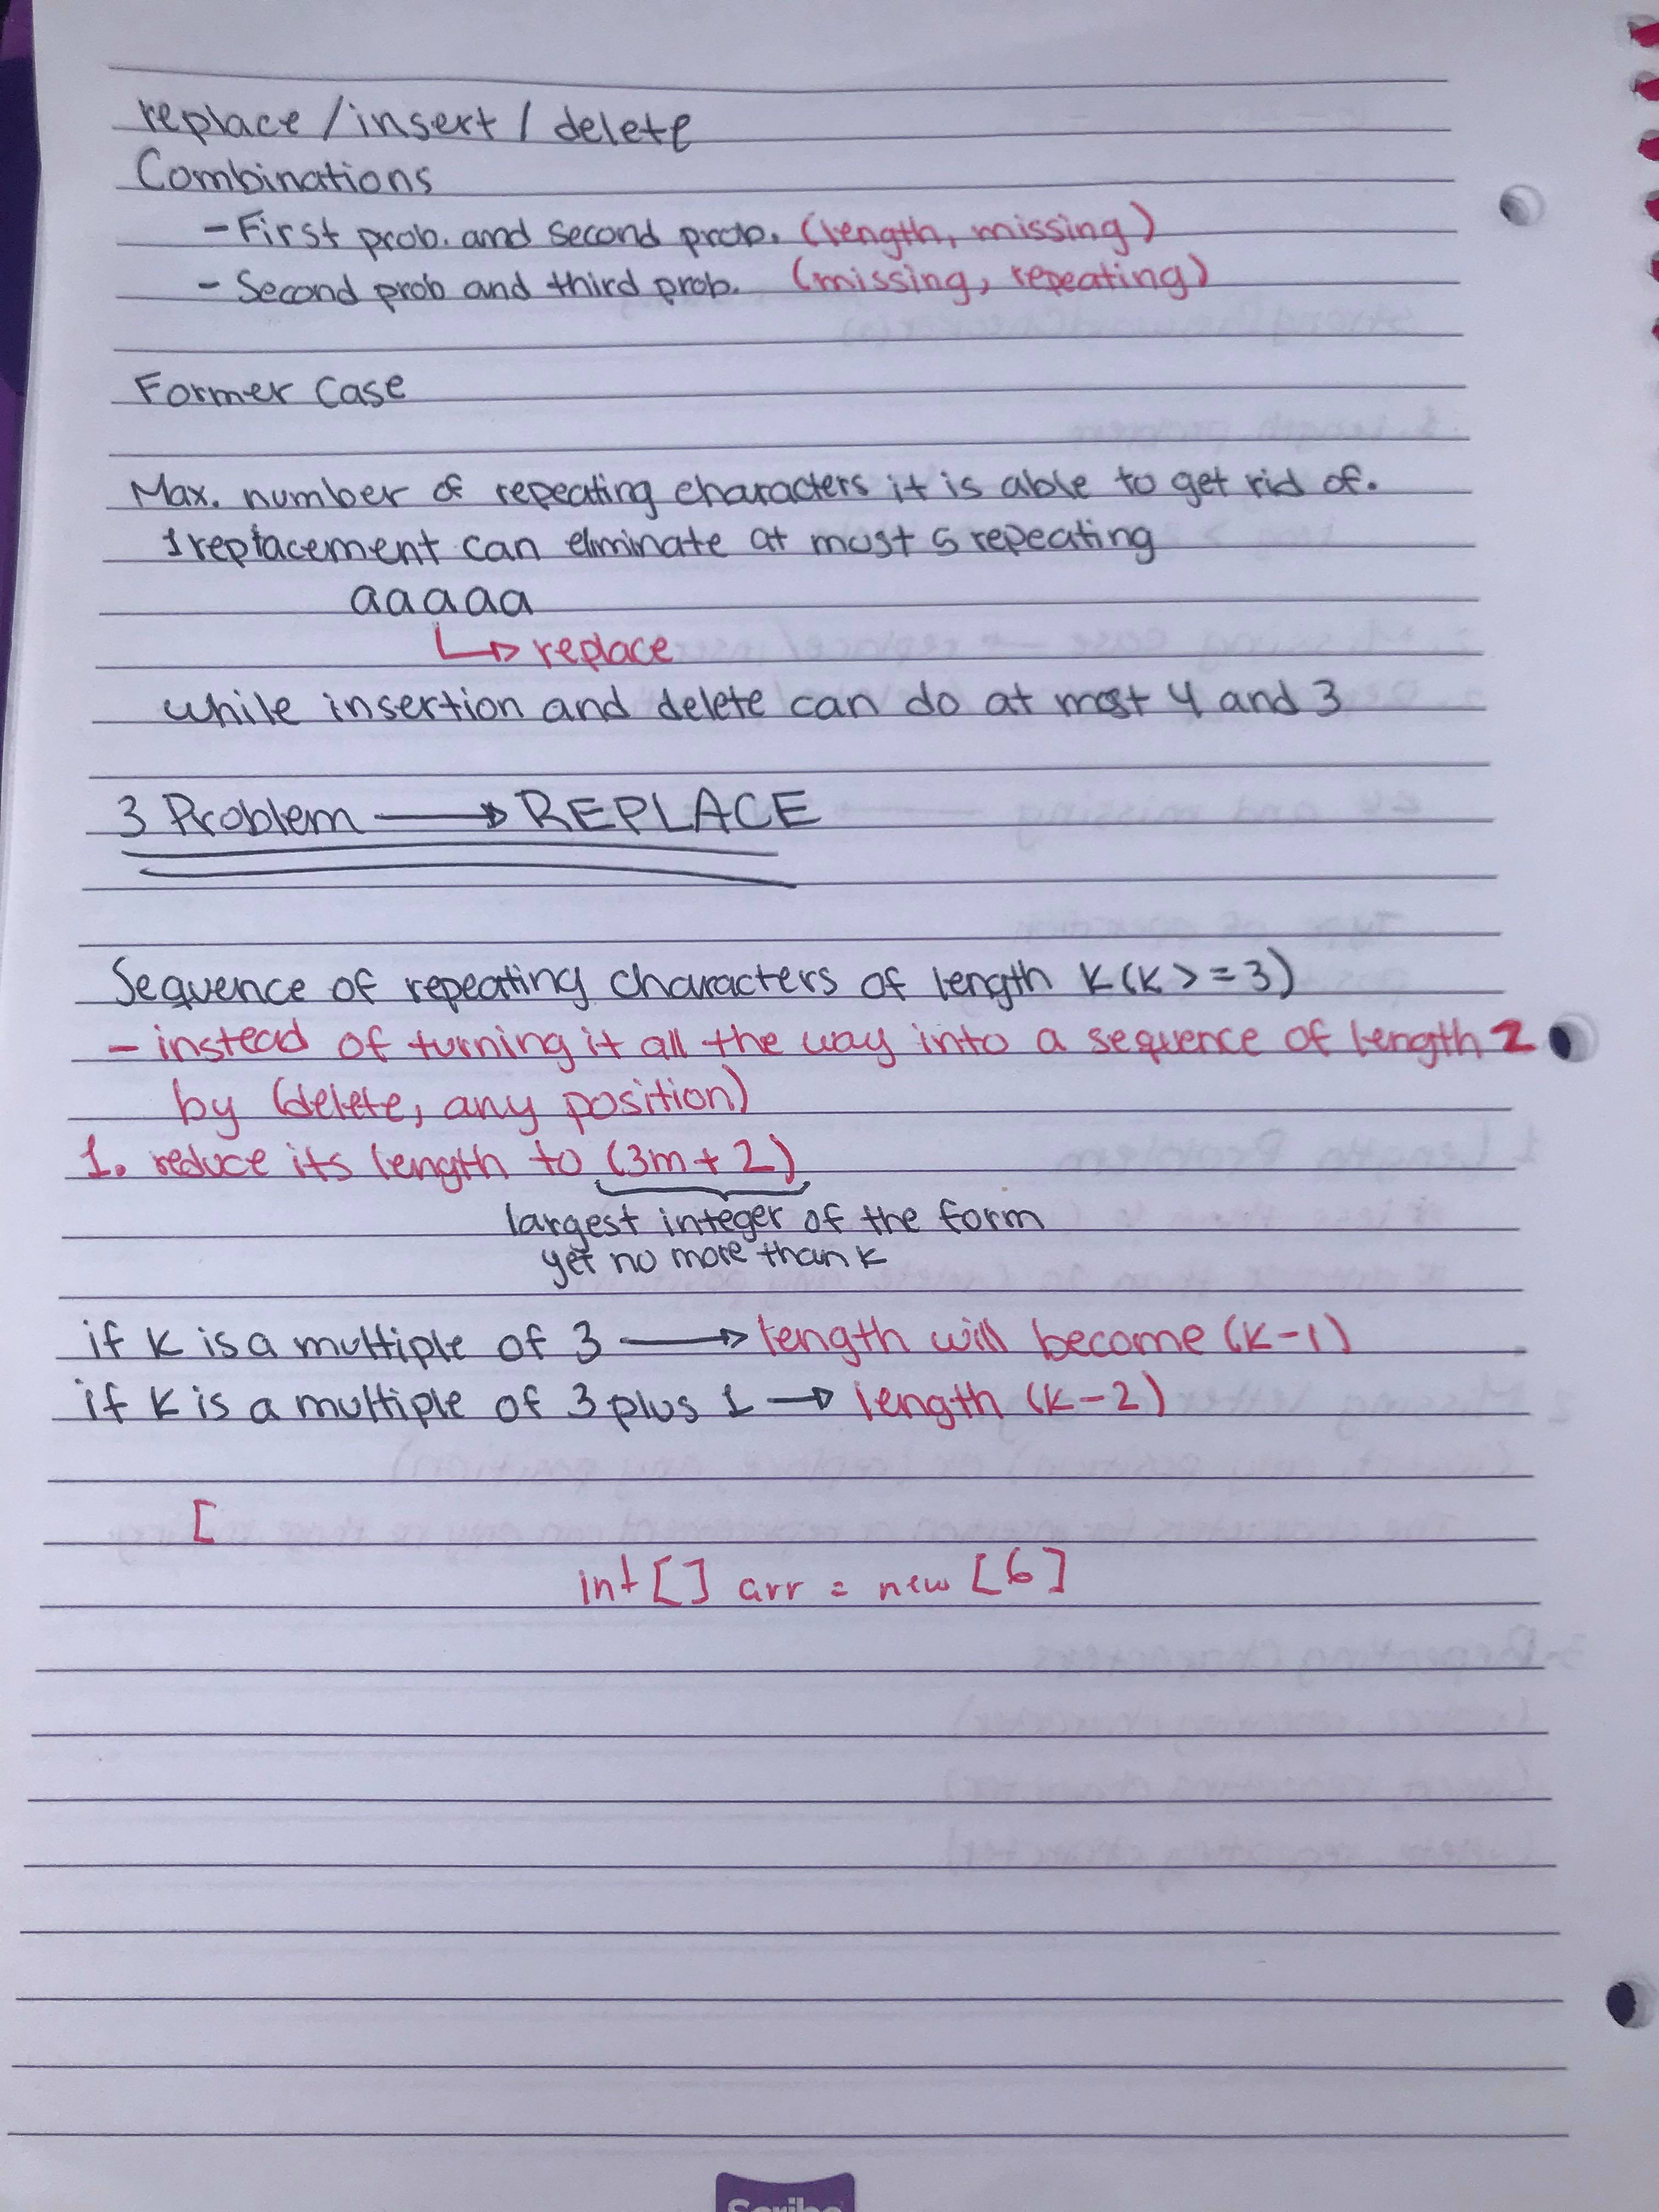 replace/insert/delete
Combinations
- First prob. and second prob. (length, missing)
- Second prob and third prob. (missing, repeating)
Former Case
Max. number of repeating characters it is able to get rid of.
1 replacement can eliminate at most 5 repeating
aaaaa
replace
while insertion and delete can do at most 4 and 3
3 Problem → REPLACE
Sequence of repeating characters of length K (K >= 3)
- instead of turning it all the way into a sequence of length 2
by (delete, any position)
1. reduce its length to (3m + 2)
largest integer of the form
yet no more than K
if K is a multiple of 3 → length will become (K-1)
if K is a multiple of 3 plus 1 → length (K-2)
[
int [] arr = new [6]
Scribe